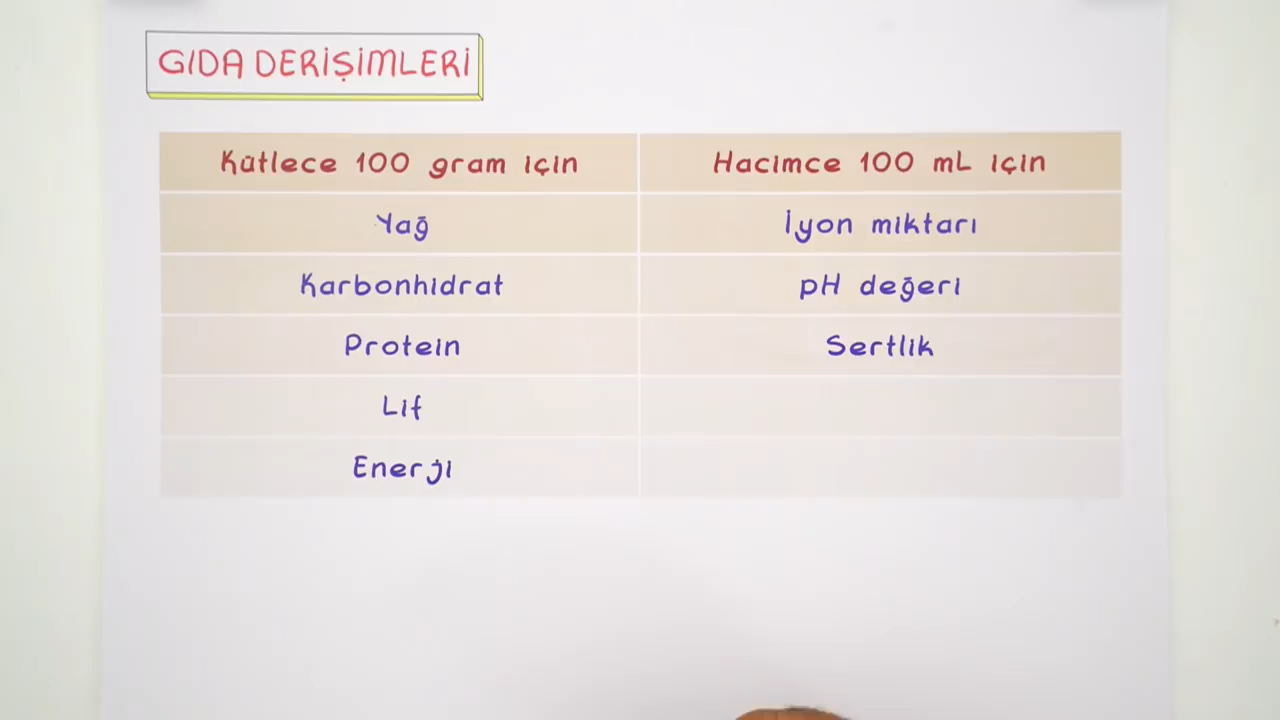 GIDA DERİŞİMLERİ
Kütlece 100 gram için
Hacimce 100 mL için
Yağ
İyon miktarı
Karbonhidrat
pH değeri
Protein
Sertlik
Lif
Enerji